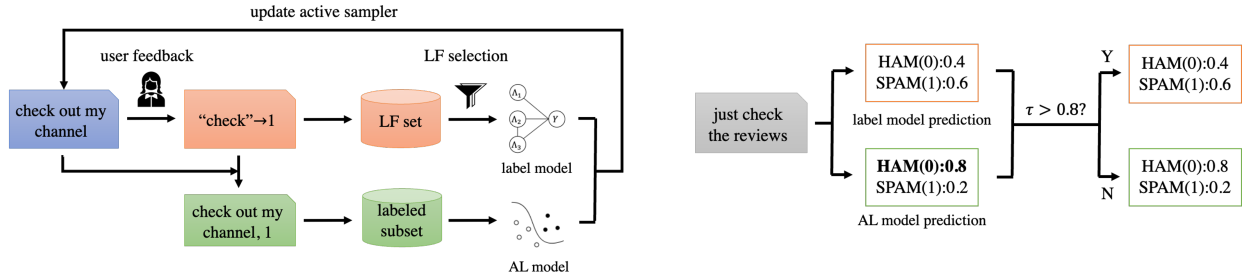 update active sampler
user feedback
LF selection
check out my
channel
“check”→1
LF set
Λ1
Λ2
Λ3
Y
label model
check out my
channel, 1
labeled
subset
AL model
just check
the reviews
HAM(0):0.4
SPAM(1):0.6
label model prediction
HAM(0):0.8
SPAM(1):0.2
AL model prediction
τ > 0.8?
Y
HAM(0):0.4
SPAM(1):0.6
N
HAM(0):0.8
SPAM(1):0.2